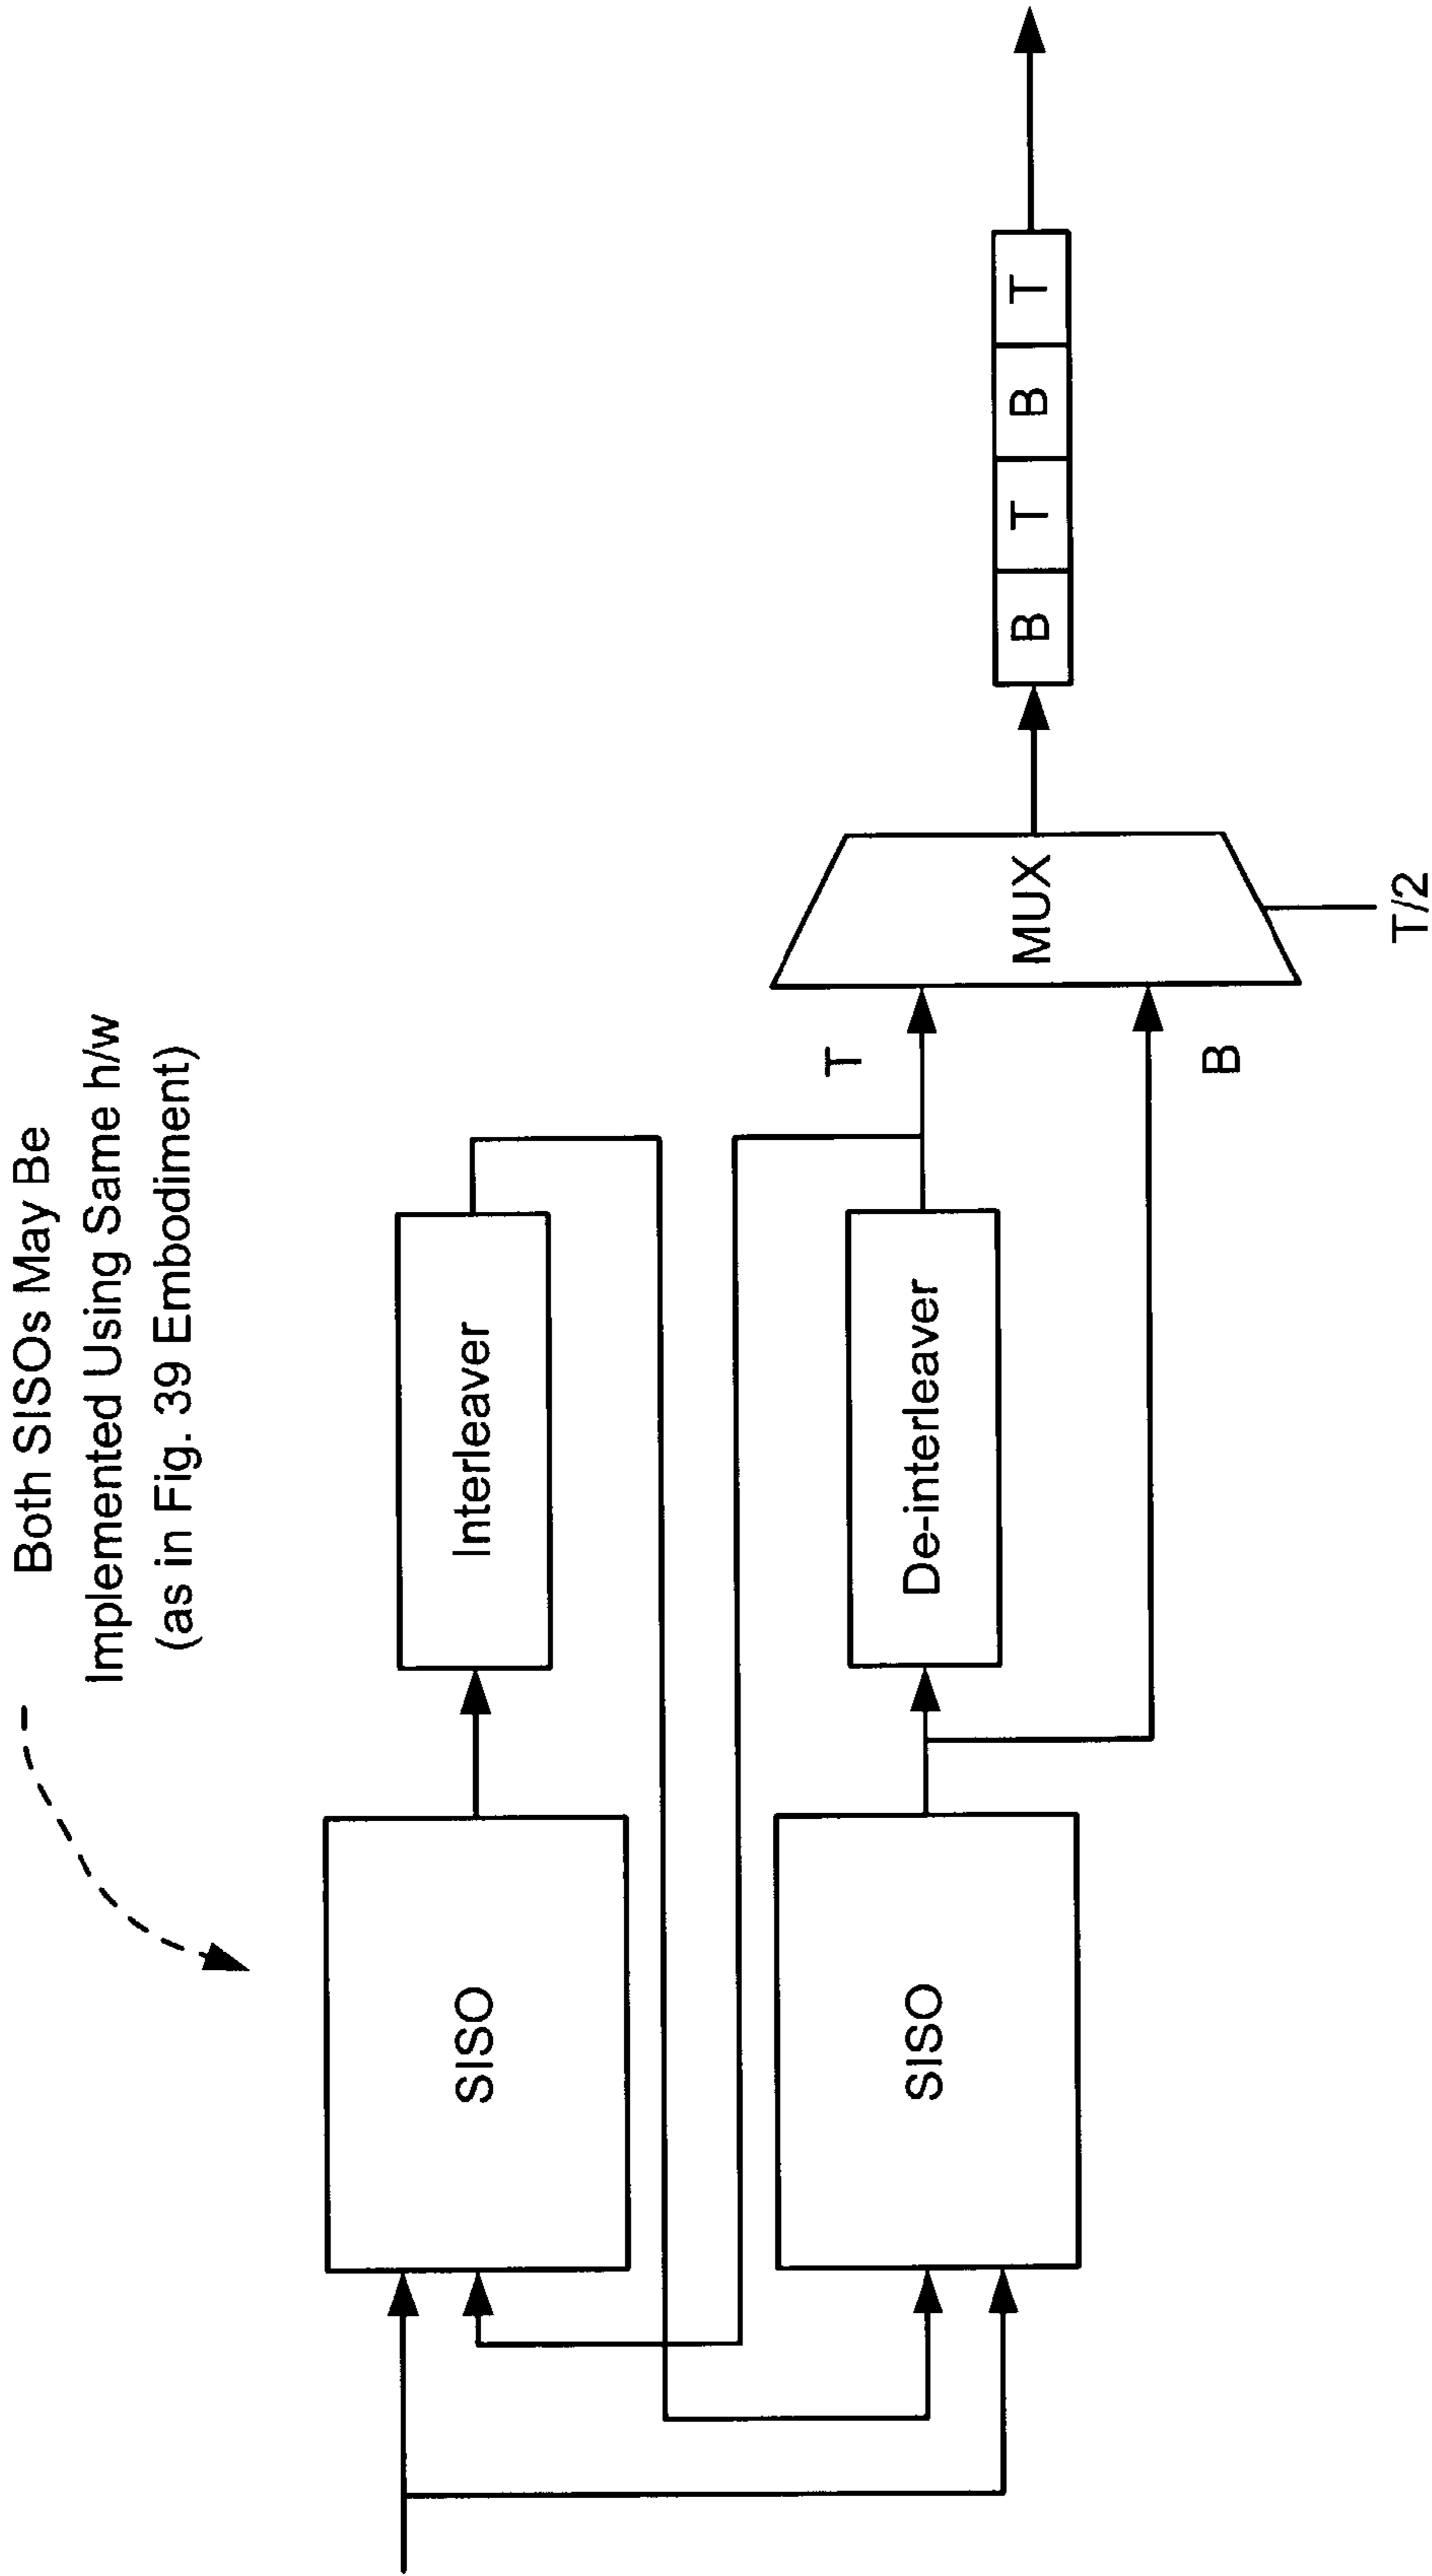 Both SISOs May Be
Implemented Using Same h/w
(as in Fig. 39 Embodiment)
SISO
Interleaver
SISO
De-interleaver
T
B
MUX
T/2
B
T
B
T